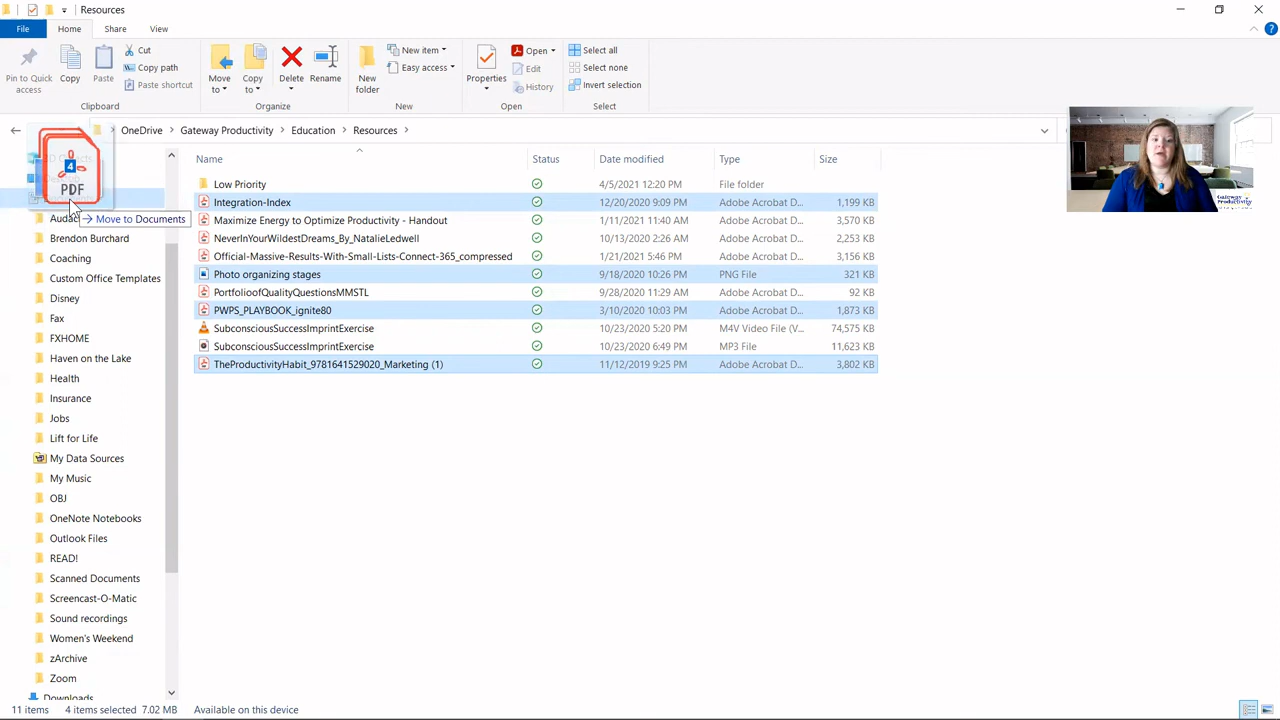 Resources
File Home Share View
Pin to Quick access
Copy
Paste
Cut
Copy path
Paste shortcut
Clipboard
Move to
Copy to
Delete
Rename
Organize
New folder
New item
Easy access
New
Properties
Open
Edit
History
Open
Select all
Select none
Invert selection
Select
OneDrive Gateway Productivity Education Resources
4
PDF
Move to Documents
Brendon Burchard
Coaching
Custom Office Templates
Disney
Fax
FXHOME
Haven on the Lake
Health
Insurance
Jobs
Lift for Life
My Data Sources
My Music
OBJ
OneNote Notebooks
Outlook Files
READ!
Scanned Documents
Screencast-O-Matic
Sound recordings
Women's Weekend
zArchive
Zoom
Downloads
Name Status Date modified Type Size
Low Priority 4/5/2021 12:20 PM File folder
Integration-Index 12/20/2020 9:09 PM Adobe Acrobat D... 1,199 KB
Maximize Energy to Optimize Productivity - Handout 1/11/2021 11:40 AM Adobe Acrobat D... 3,570 KB
NeverInYourWildestDreams_By_NatalieLedwell 10/13/2020 2:26 AM Adobe Acrobat D... 2,253 KB
Official-Massive-Results-With-Small-Lists-Connect-365_compressed 1/21/2021 5:46 PM Adobe Acrobat D... 3,156 KB
Photo organizing stages 9/18/2020 10:26 PM PNG File 321 KB
PortfolioofQualityQuestionsMMSTL 9/28/2020 11:29 AM Adobe Acrobat D... 92 KB
PWPS_PLAYBOOK_ignite80 3/10/2020 10:03 PM Adobe Acrobat D... 1,873 KB
SubconsciousSuccessImprintExercise 10/23/2020 5:20 PM M4V Video File (V... 74,575 KB
SubconsciousSuccessImprintExercise 10/23/2020 6:49 PM MP3 File 11,623 KB
TheProductivityHabit_9781641529020_Marketing (1) 11/12/2019 9:25 PM Adobe Acrobat D... 3,802 KB
Gateway
Productivity
11 items 4 items selected 7.02 MB Available on this device